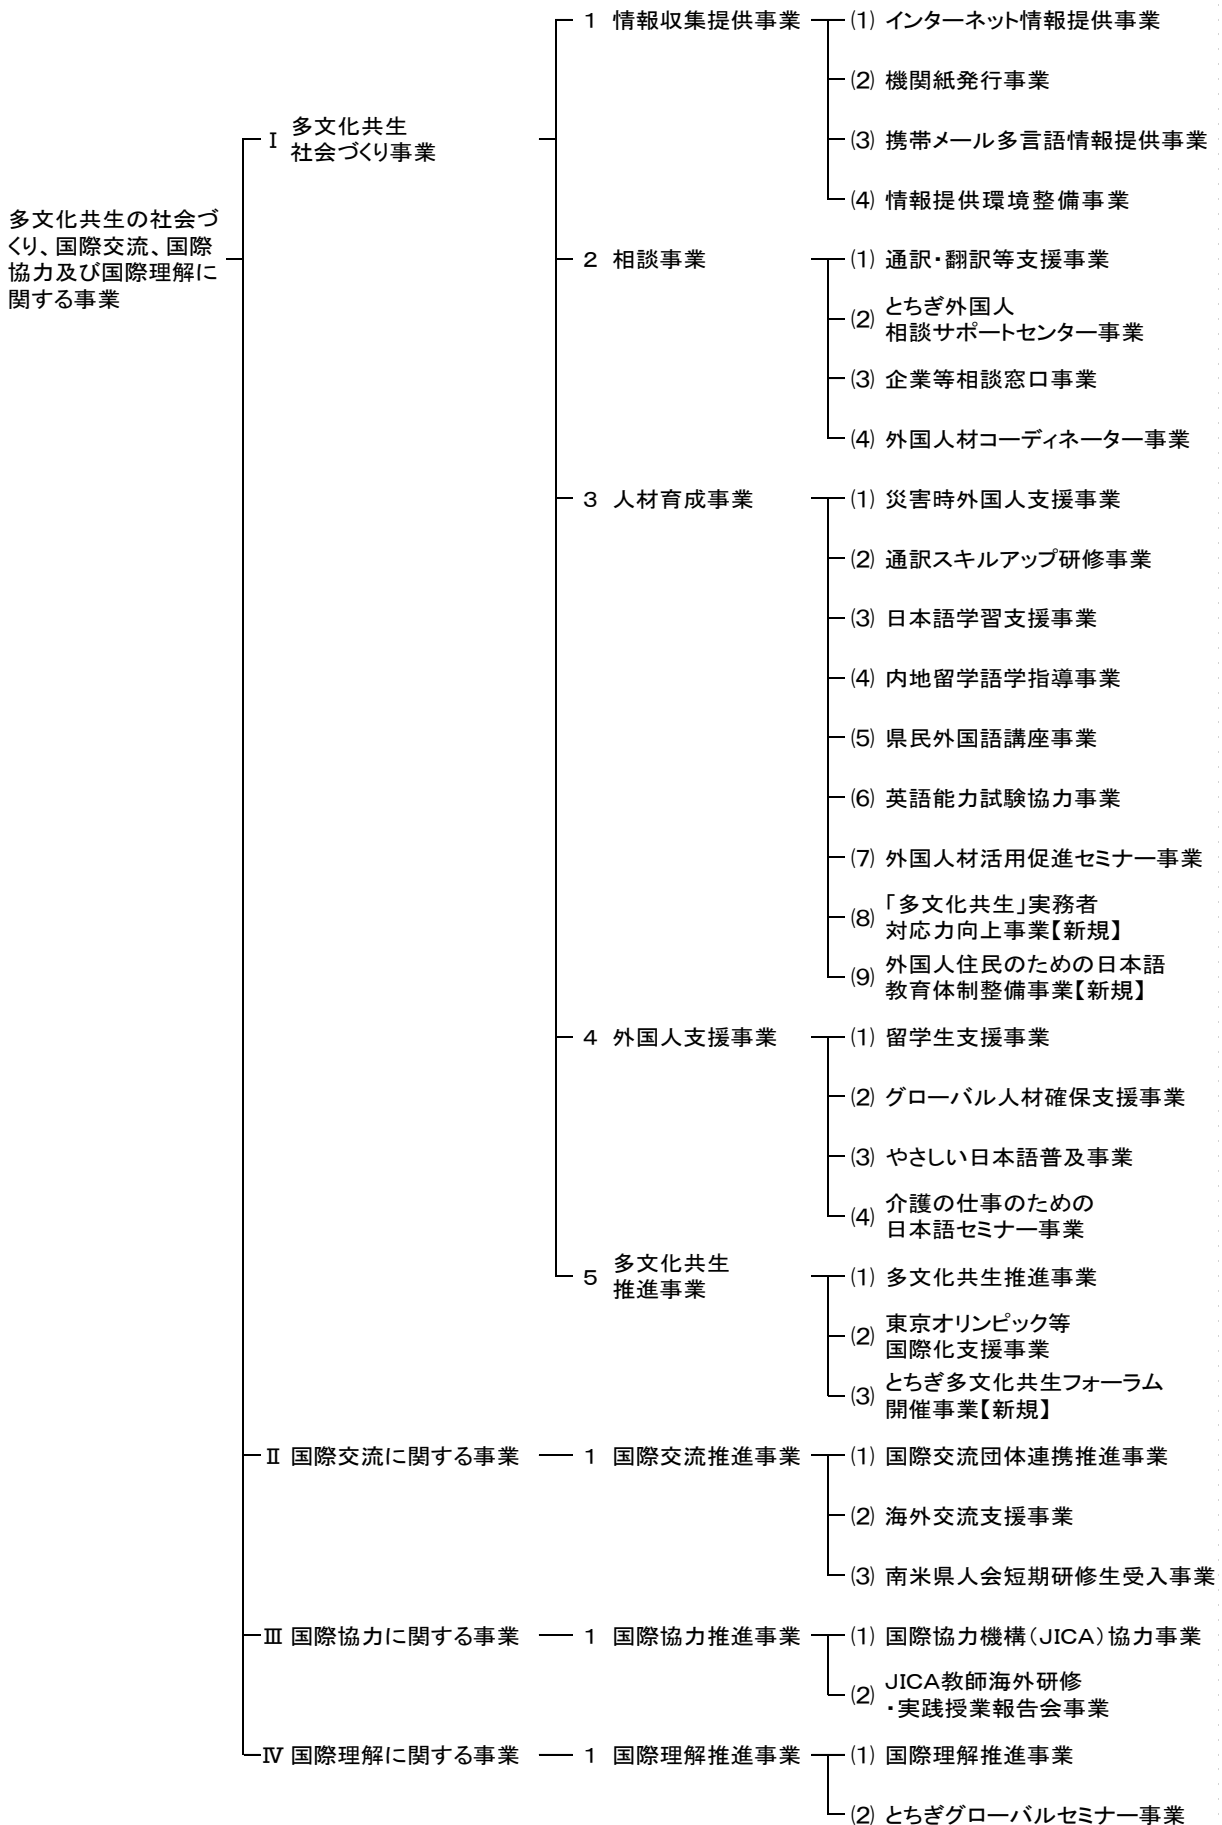 多文化共生の社会づ
くり、国際交流、国際
協力及び国際理解に
関する事業
Ⅰ 多文化共生
社会づくり事業
1 情報収集提供事業
(1) インターネット情報提供事業
(2) 機関紙発行事業
(3) 携帯メール多言語情報提供事業
(4) 情報提供環境整備事業
2 相談事業
(1) 通訳・翻訳等支援事業
(2) とちぎ外国人
相談サポートセンター事業
(3) 企業等相談窓口事業
(4) 外国人材コーディネーター事業
3 人材育成事業
(1) 災害時外国人支援事業
(2) 通訳スキルアップ研修事業
(3) 日本語学習支援事業
(4) 内地留学語学指導事業
(5) 県民外国語講座事業
(6) 英語能力試験協力事業
(7) 外国人材活用促進セミナー事業
(8) 「多文化共生」実務者
対応力向上事業【新規】
(9) 外国人住民のための日本語
教育体制整備事業【新規】
4 外国人支援事業
(1) 留学生支援事業
(2) グローバル人材確保支援事業
(3) やさしい日本語普及事業
(4) 介護の仕事のための
日本語セミナー事業
5 多文化共生
推進事業
(1) 多文化共生推進事業
(2) 東京オリンピック等
国際化支援事業
(3) とちぎ多文化共生フォーラム
開催事業【新規】
Ⅱ 国際交流に関する事業
1 国際交流推進事業
(1) 国際交流団体連携推進事業
(2) 海外交流支援事業
(3) 南米県人会短期研修生受入事業
Ⅲ 国際協力に関する事業
1 国際協力推進事業
(1) 国際協力機構（JICA）協力事業
(2) JICA教師海外研修
・実践授業報告会事業
Ⅳ 国際理解に関する事業
1 国際理解推進事業
(1) 国際理解推進事業
(2) とちぎグローバルセミナー事業